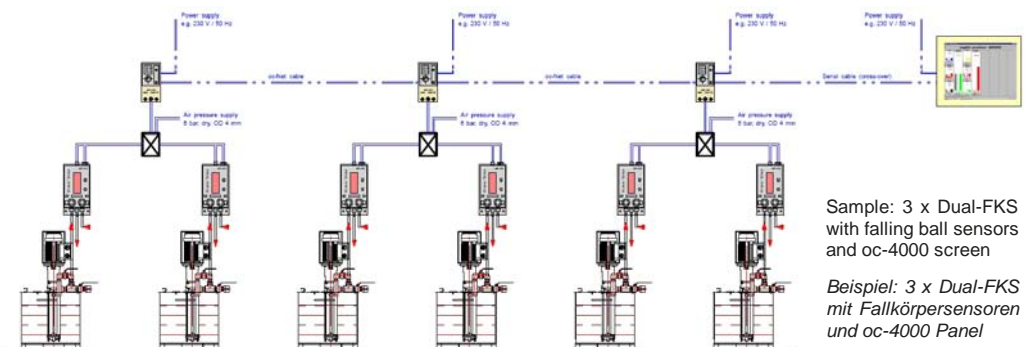 Power supply
e.g. 230 V / 50 Hz
Power supply
e.g. 230 V / 50 Hz
Power supply
e.g. 230 V / 50 Hz
Power supply
e.g. 230 V / 50 Hz
oc-Net cable
oc-Net cable
Serial cable (cross-over)
Air pressure supply
6 bar, dry, OD 4 mm
Air pressure supply
6 bar, dry, OD 4 mm
Air pressure supply
6 bar, dry, OD 4 mm
Sample: 3 x Dual-FKS
with falling ball sensors
and oc-4000 screen
Beispiel: 3 x Dual-FKS
mit Fallkörpersensoren
und oc-4000 Panel